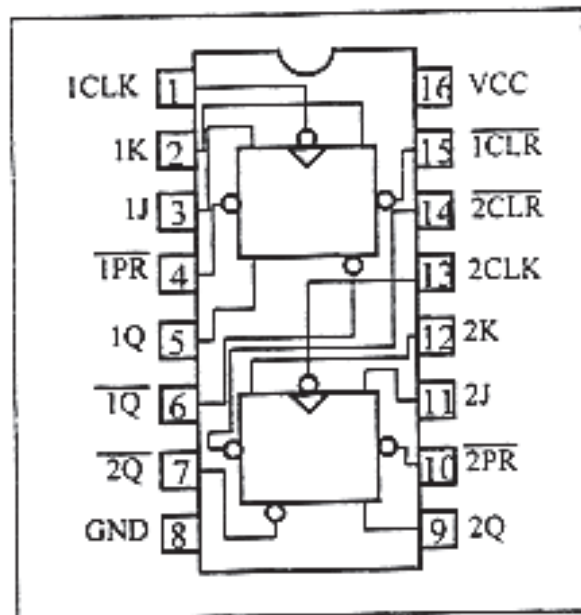 1CLK 1 16 VCC
1K 2 15 1CLR
1J 3 14 2CLR
1PR 4 13 2CLK
1Q 5 12 2K
1Q 6 11 2J
2Q 7 10 2PR
GND 8 9 2Q